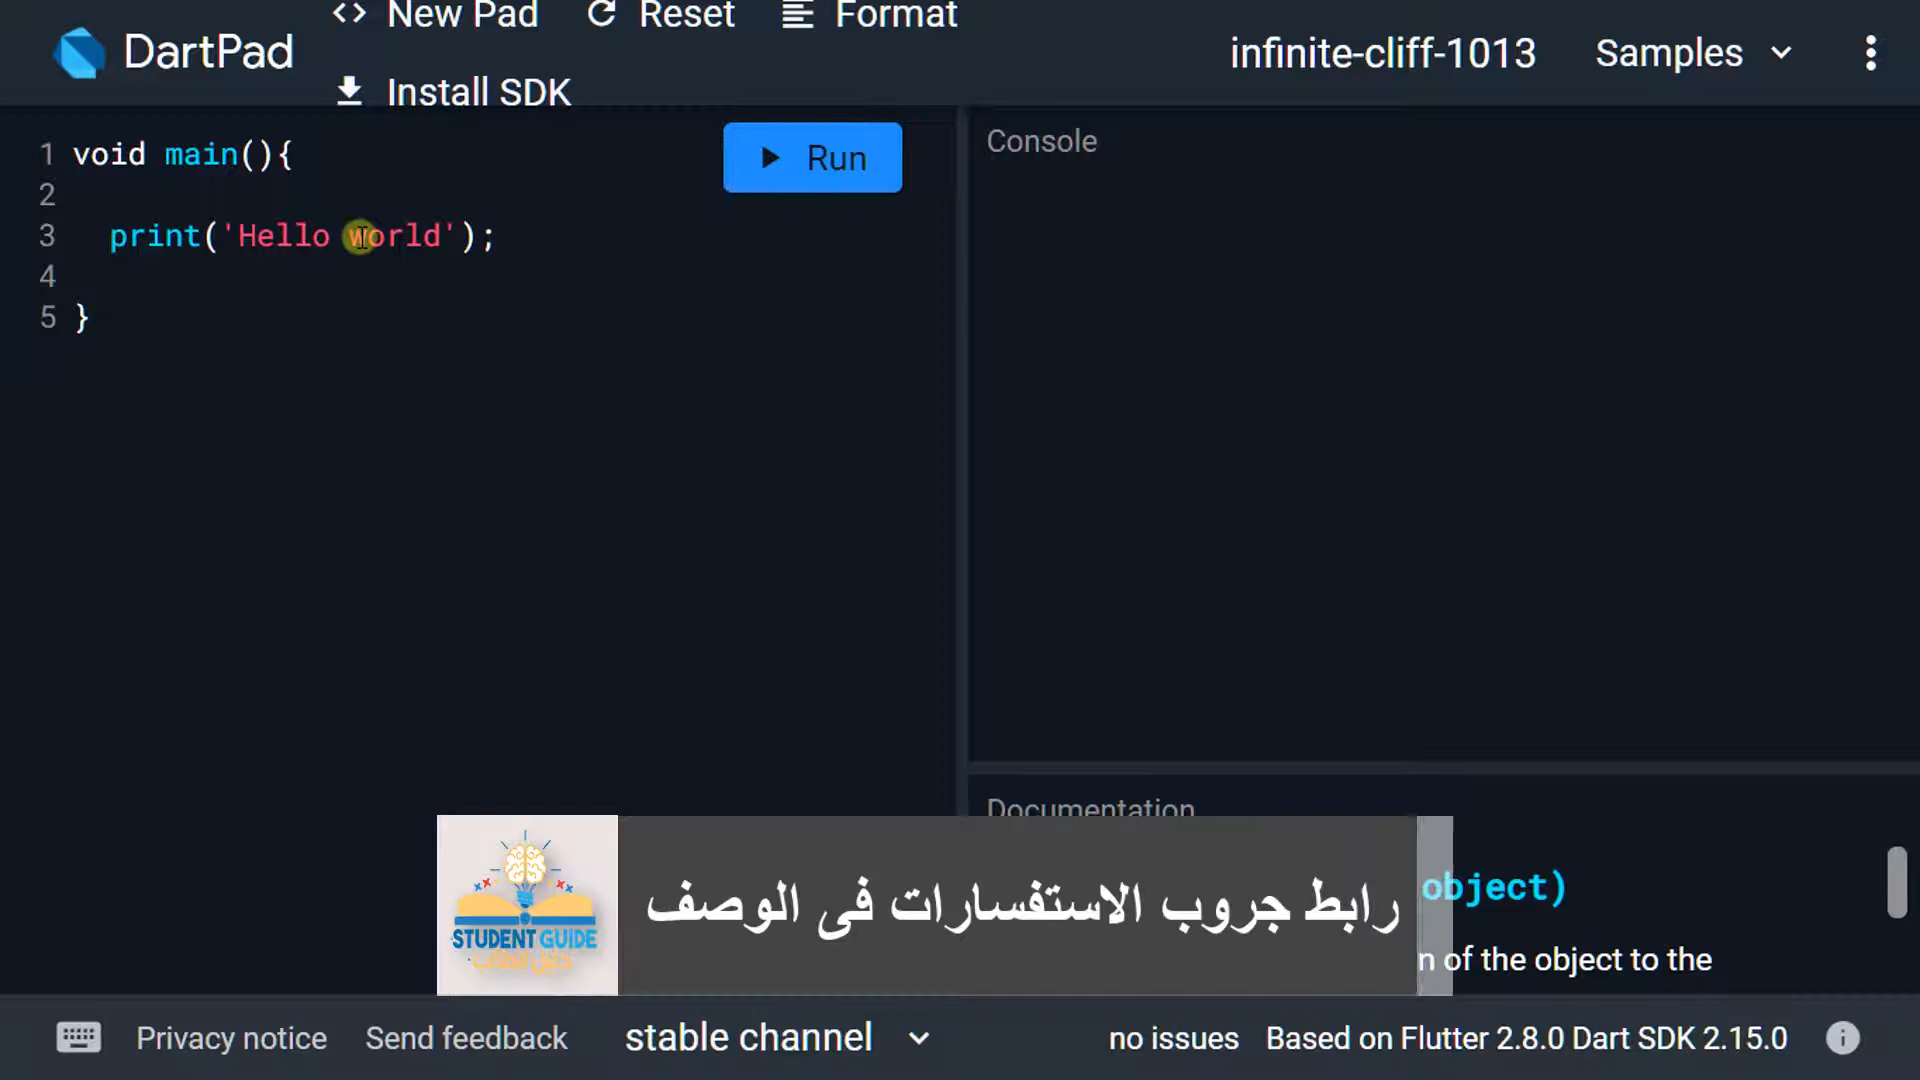 New Pad
Reset
Format
DartPad
infinite-cliff-1013
Samples
Install SDK
1 void main(){
2
3 print('Hello world');
4
5 }
Run
Console
Documentation
object)
n of the object to the
STUDENT GUIDE
دليل الطالب
رابط جروب الاستفسارات فى الوصف
Privacy notice
Send feedback
stable channel
no issues
Based on Flutter 2.8.0 Dart SDK 2.15.0